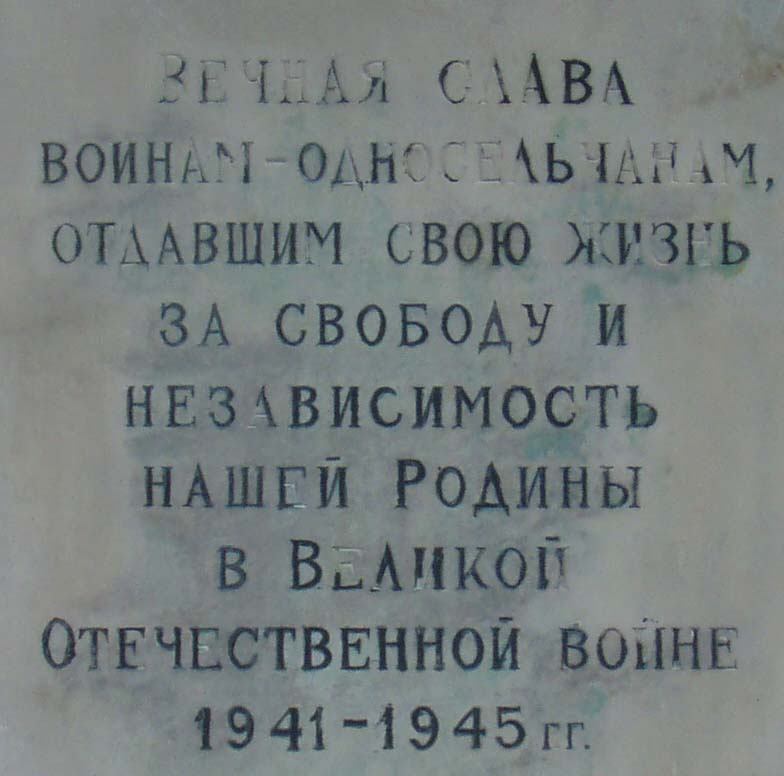 ВЕЧНАЯ СЛАВА
ВОИНАМ-ОДНОСЕЛЬЧАНАМ,
ОТДАВШИМ СВОЮ ЖИЗНЬ
ЗА СВОБОДУ И
НЕЗАВИСИМОСТЬ
НАШЕЙ РОДИНЫ
В ВЕЛИКОЙ
ОТЕЧЕСТВЕННОЙ ВОЙНЕ
1941-1945 гг.